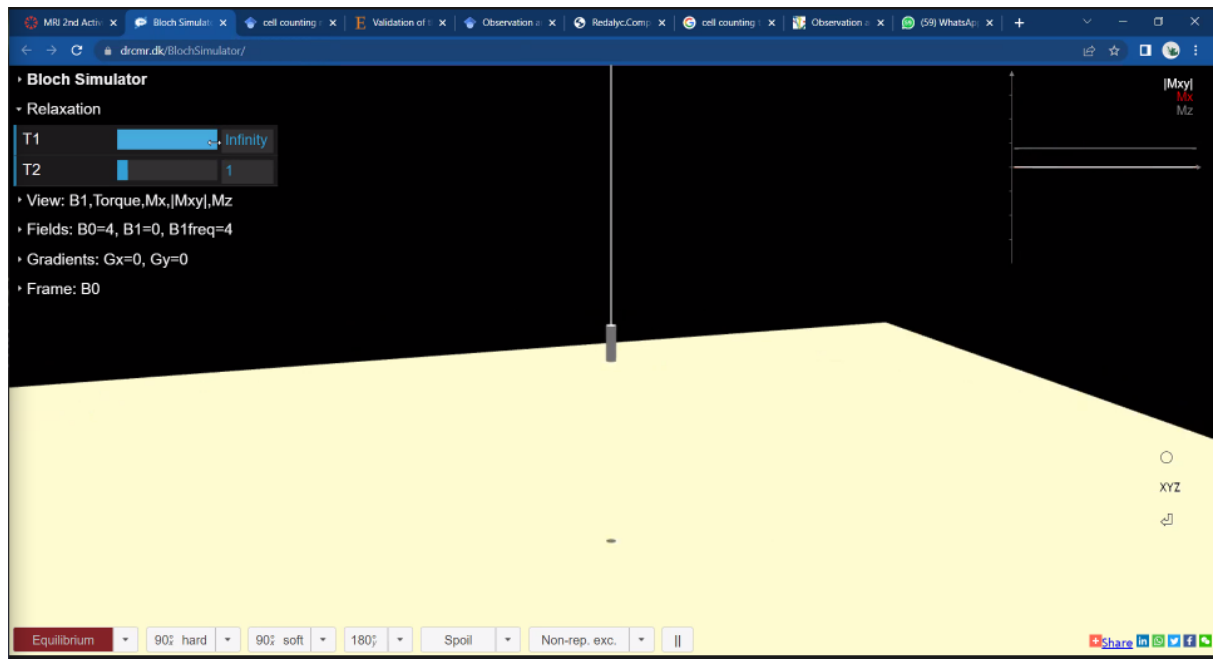 MRI 2nd Activ
Bloch Simulat
cell counting
Validation of
Observation a
Redalyc.Comp
cell counting
Observation a
(59) WhatsAp
drcmr.dk/BlochSimulator/
Bloch Simulator
Relaxation
T1 Infinity
T2 1
View: B1,Torque,Mx,|Mxy|,Mz
Fields: B0=4, B1=0, B1freq=4
Gradients: Gx=0, Gy=0
Frame: B0
|Mxy|
Mx
Mz
XYZ
Equilibrium
90 hard
90 soft
180
Spoil
Non-rep. exc.
||
Share